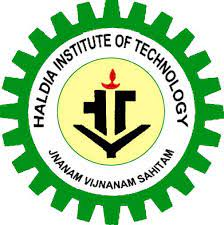 HALDIA INSTITUTE OF TECHNOLOGY
JNANAM VIJNANAM SAHITAM